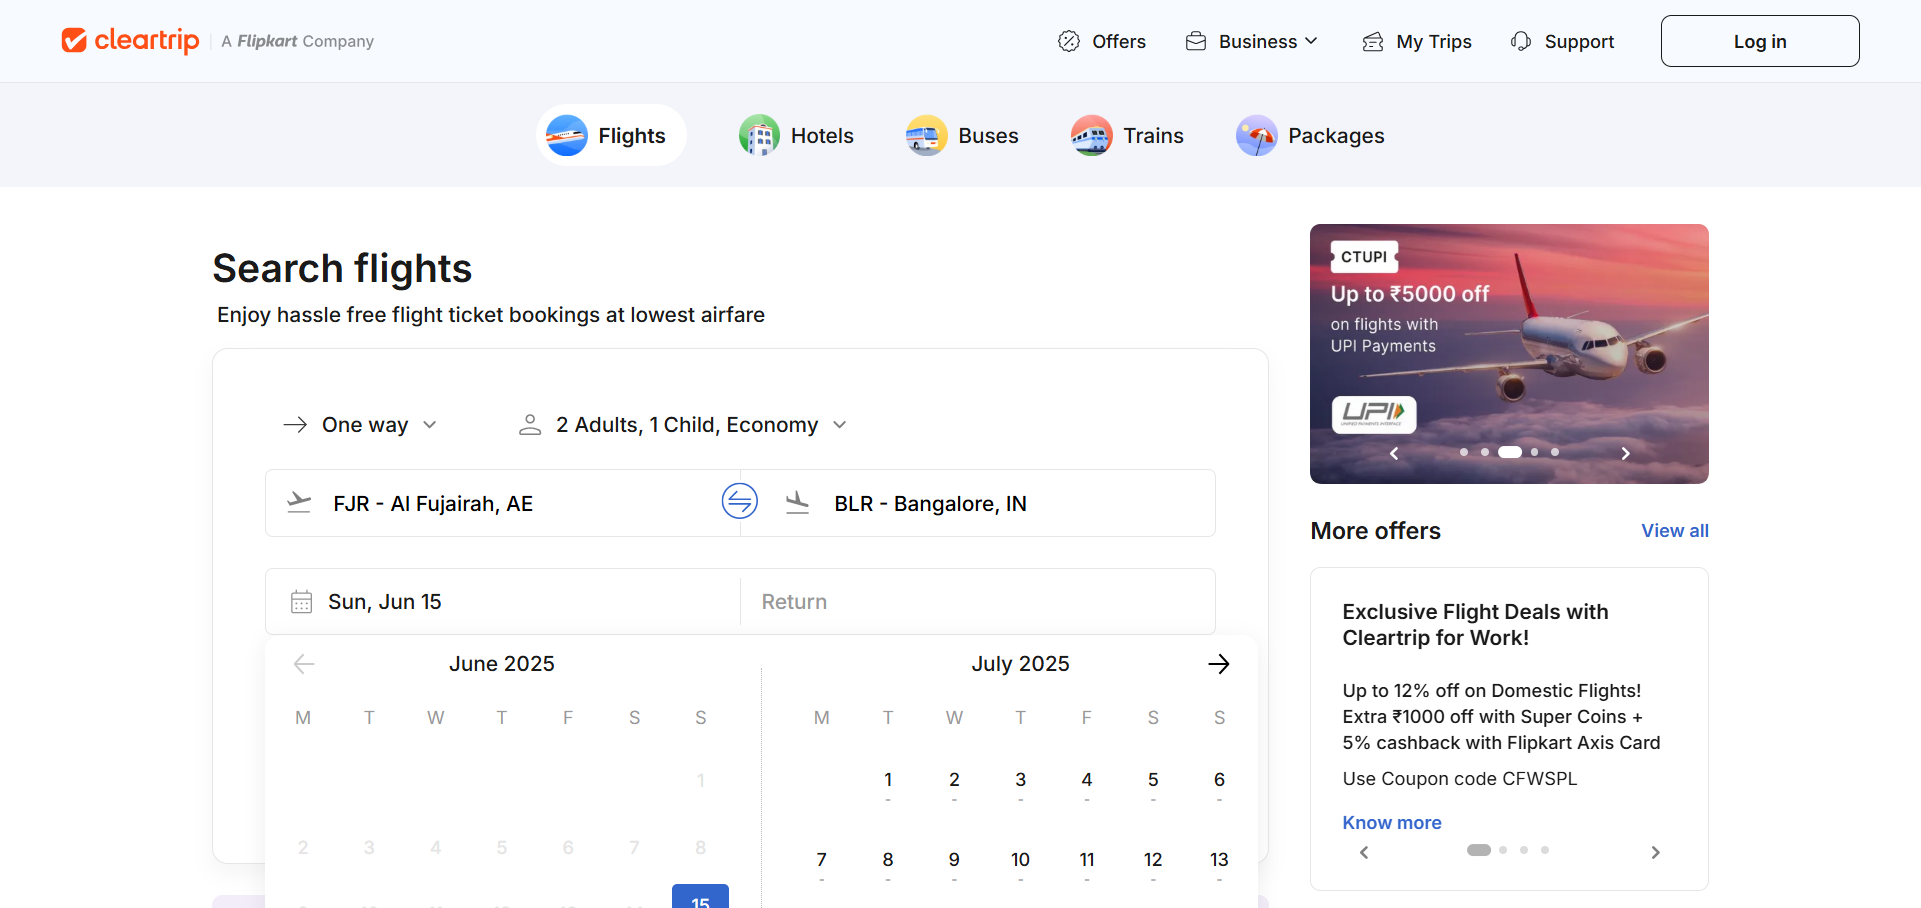 cleartrip A Flipkart Company
Offers Business My Trips Support Log in
Flights Hotels Buses Trains Packages
Search flights
Enjoy hassle free flight ticket bookings at lowest airfare
One way 2 Adults, 1 Child, Economy
FJR - Al Fujairah, AE BLR - Bangalore, IN
Sun, Jun 15 Return
June 2025 July 2025
M T W T F S S M T W T F S S
1 1 2 3 4 5 6
- - - - - -
2 3 4 5 6 7 8 7 8 9 10 11 12 13
- - - - - - -
15
CTUPI
Up to ₹5000 off
on flights with
UPI Payments
UPI
More offers View all
Exclusive Flight Deals with
Cleartrip for Work!
Up to 12% off on Domestic Flights!
Extra ₹1000 off with Super Coins +
5% cashback with Flipkart Axis Card
Use Coupon code CFWSPL
Know more